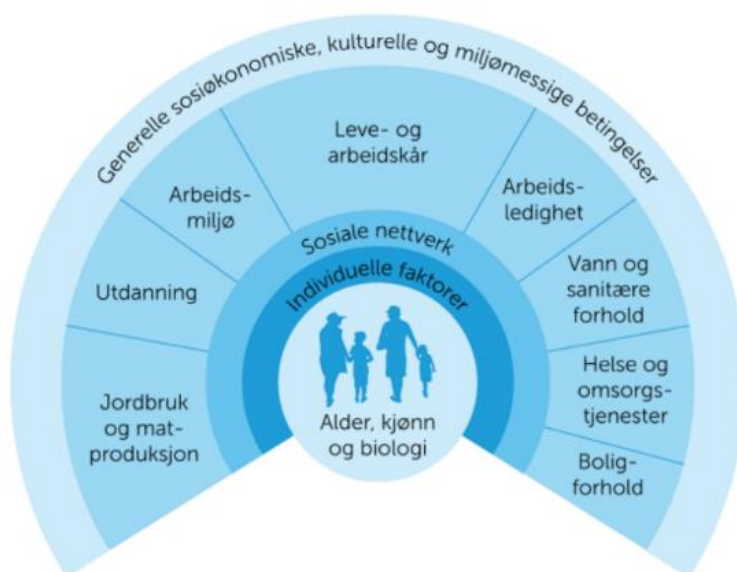 Generelle sosiøkonomiske, kulturelle og miljømessige betingelser
Leve- og
arbeidskår
Arbeids-
miljø
Arbeids-
ledighet
Utdanning
Vann og
sanitære
forhold
Jordbruk
og mat-
produksjon
Helse og
omsorgs-
tjenester
Bolig-
forhold
Sosiale nettverk
Individuelle faktorer
Alder, kjønn
og biologi